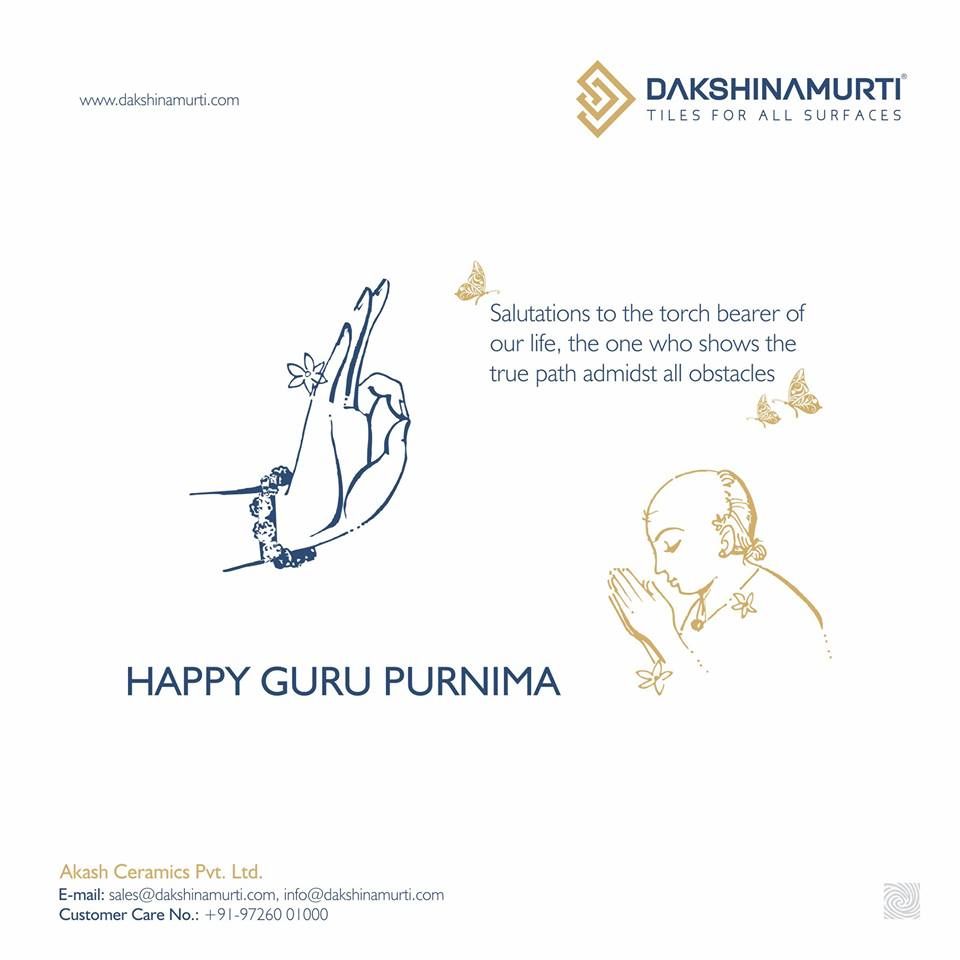 www.dakshinamurti.com
DAKSHINAMURTI®
TILES FOR ALL SURFACES
Salutations to the torch bearer of
our life, the one who shows the
true path admidst all obstacles
HAPPY GURU PURNIMA
Akash Ceramics Pvt. Ltd.
E-mail: sales@dakshinamurti.com, info@dakshinamurti.com
Customer Care No.: +91-97260 01000